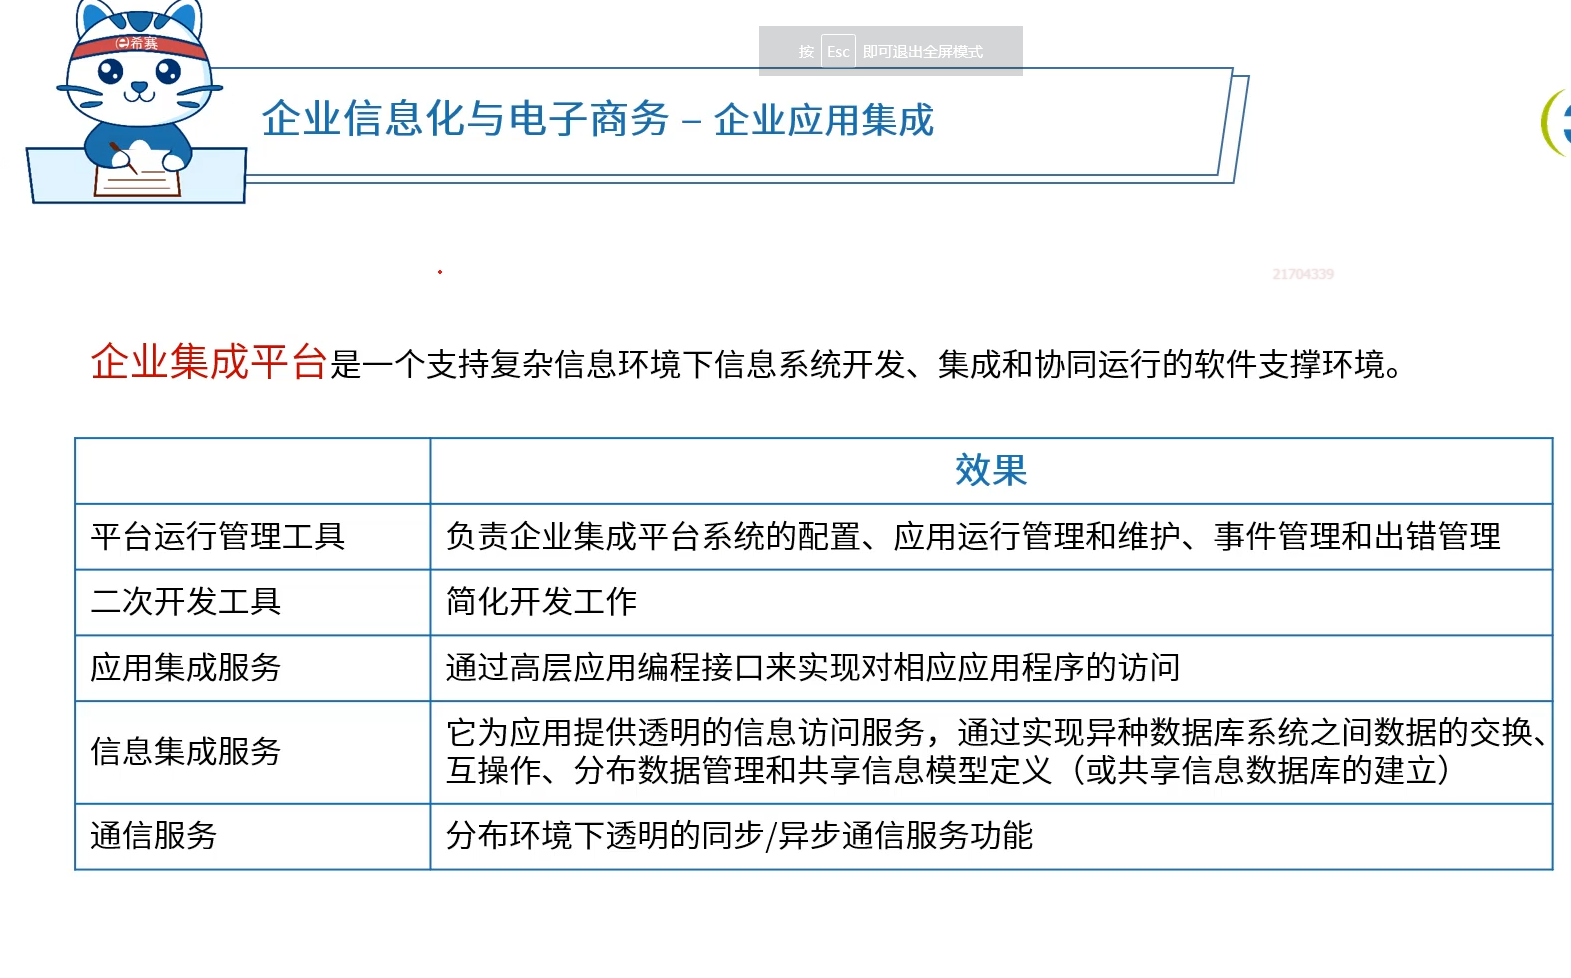 希赛
按 Esc 即可退出全屏模式
企业信息化与电子商务 – 企业应用集成
21704339
企业集成平台是一个支持复杂信息环境下信息系统开发、集成和协同运行的软件支撑环境。
效果
平台运行管理工具
负责企业集成平台系统的配置、应用运行管理和维护、事件管理和出错管理
二次开发工具
简化开发工作
应用集成服务
通过高层应用编程接口来实现对相应应用程序的访问
信息集成服务
它为应用提供透明的信息访问服务，通过实现异种数据库系统之间数据的交换、
互操作、分布数据管理和共享信息模型定义（或共享信息数据库的建立）
通信服务
分布环境下透明的同步/异步通信服务功能